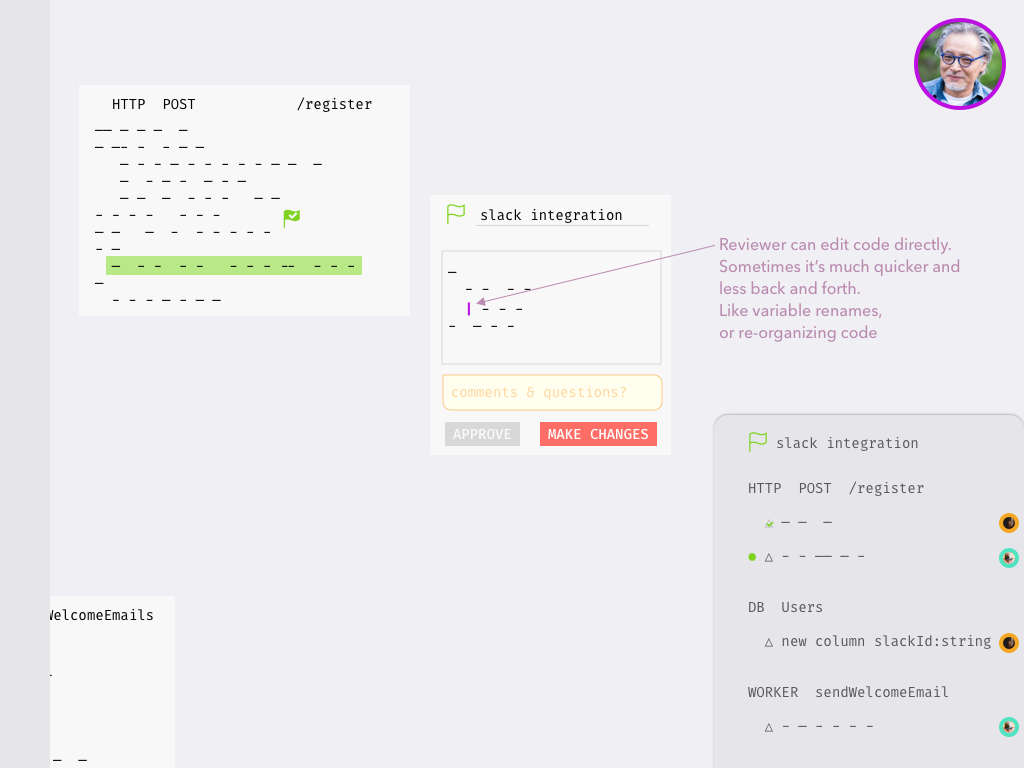 HTTP POST /register
slack integration
Reviewer can edit code directly.
Sometimes it’s much quicker and
less back and forth.
Like variable renames,
or re-organizing code
comments & questions?
APPROVE MAKE CHANGES
slack integration
HTTP POST /register
DB Users
new column slackId:string
WORKER sendWelcomeEmail
WelcomeEmails